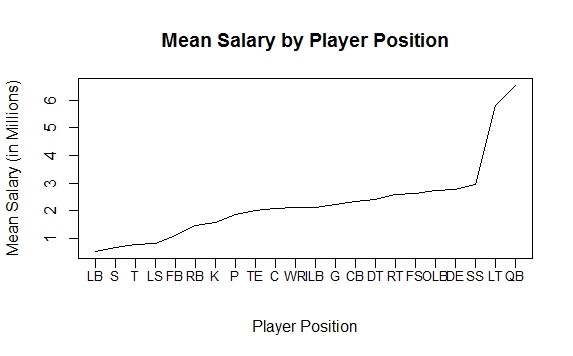 Mean Salary by Player Position
Mean Salary (in Millions)
6
5
4
3
2
1
LB S T LS FB RB K P TE C WR ILB G CB DT RT FS OLB DE SS LT QB
Player Position